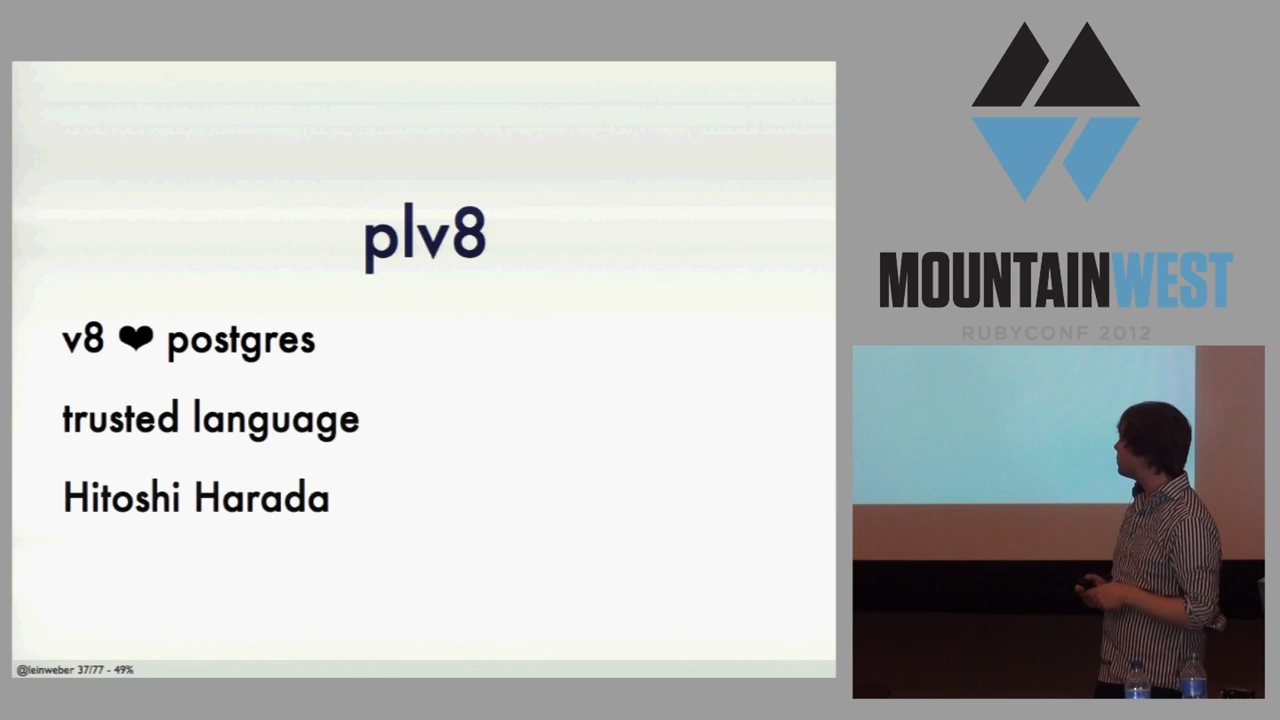 plv8
v8 ❤ postgres
trusted language
Hitoshi Harada
@leinweber 37/77 - 49%
MOUNTAINWEST
RUBYCONF 2012